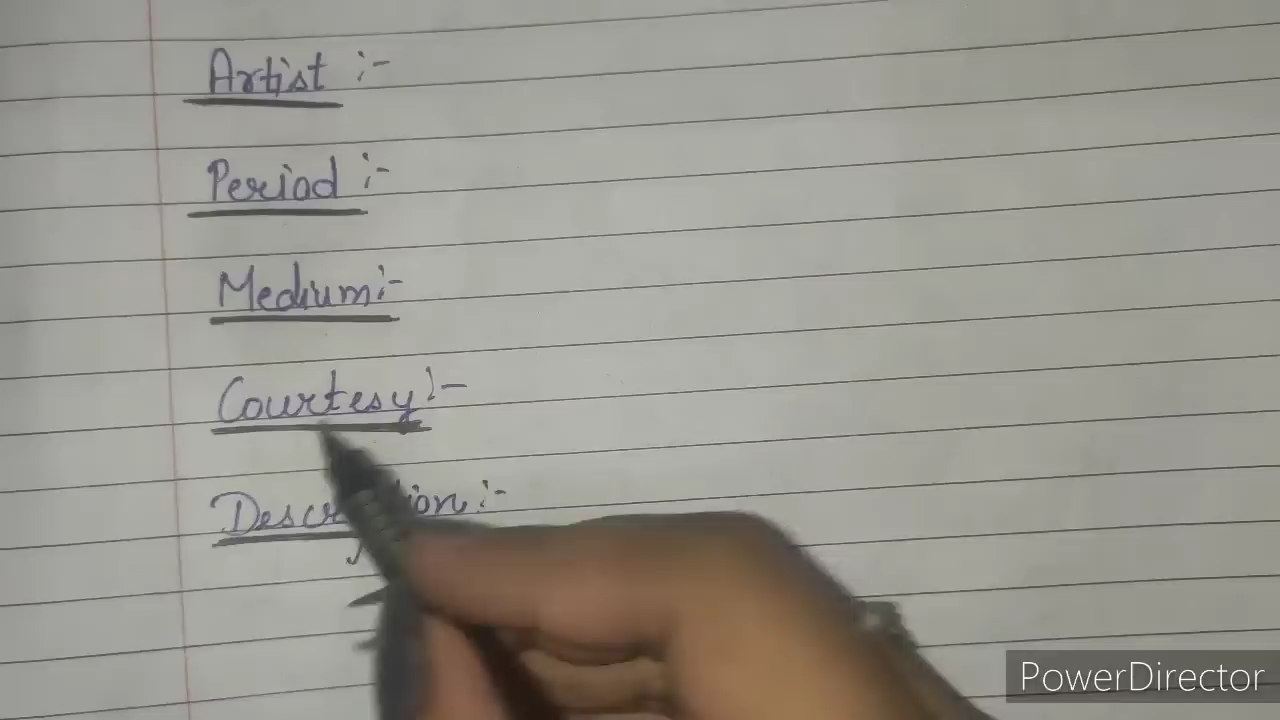 Artist :-
Period :-
Medium :-
Courtesy :-
:-
PowerDirector